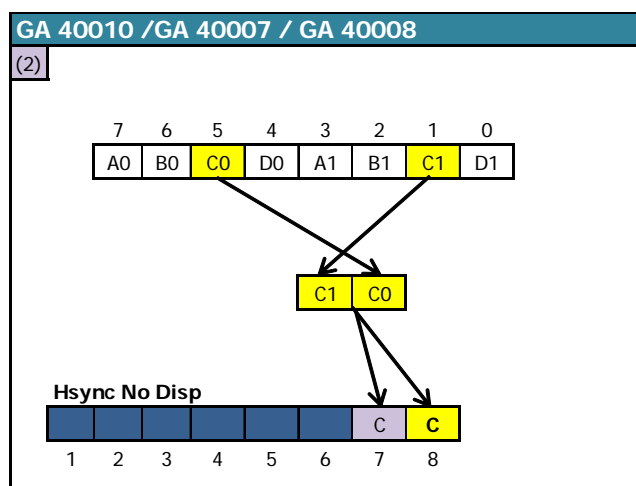 GA 40010 /GA 40007 / GA 40008
(2)
7 6 5 4 3 2 1 0
A0 B0 C0 D0 A1 B1 C1 D1
C1 C0
Hsync No Disp
C C
1 2 3 4 5 6 7 8